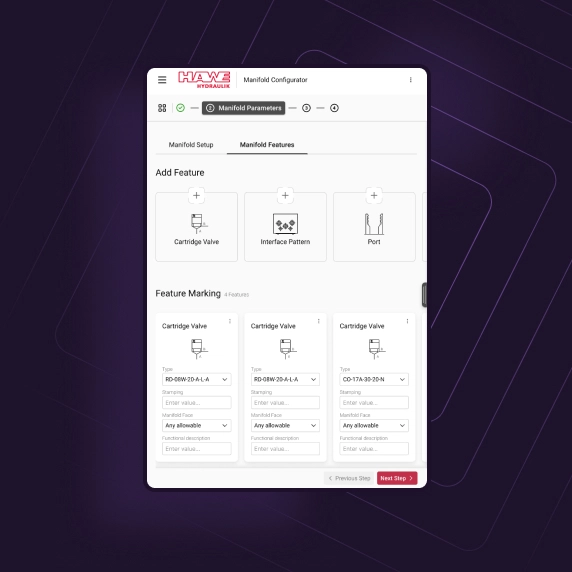 HAWE
HYDRAULIK
Manifold Configurator
2 Manifold Parameters
3
4
Manifold Setup
Manifold Features
Add Feature
Cartridge Valve
Interface Pattern
Port
Feature Marking 4 Features
Cartridge Valve
Cartridge Valve
Cartridge Valve
Type
Type
Type
RD-08W-20-A-L-A
RD-08W-20-A-L-A
CO-17A-30-20-N
Stamping
Stamping
Stamping
Enter value...
Enter value...
Enter value...
Manifold Face
Manifold Face
Manifold Face
Any allowable
Any allowable
Any allowable
Functional description
Functional description
Functional description
Enter value...
Enter value...
Enter value...
Previous Step
Next Step